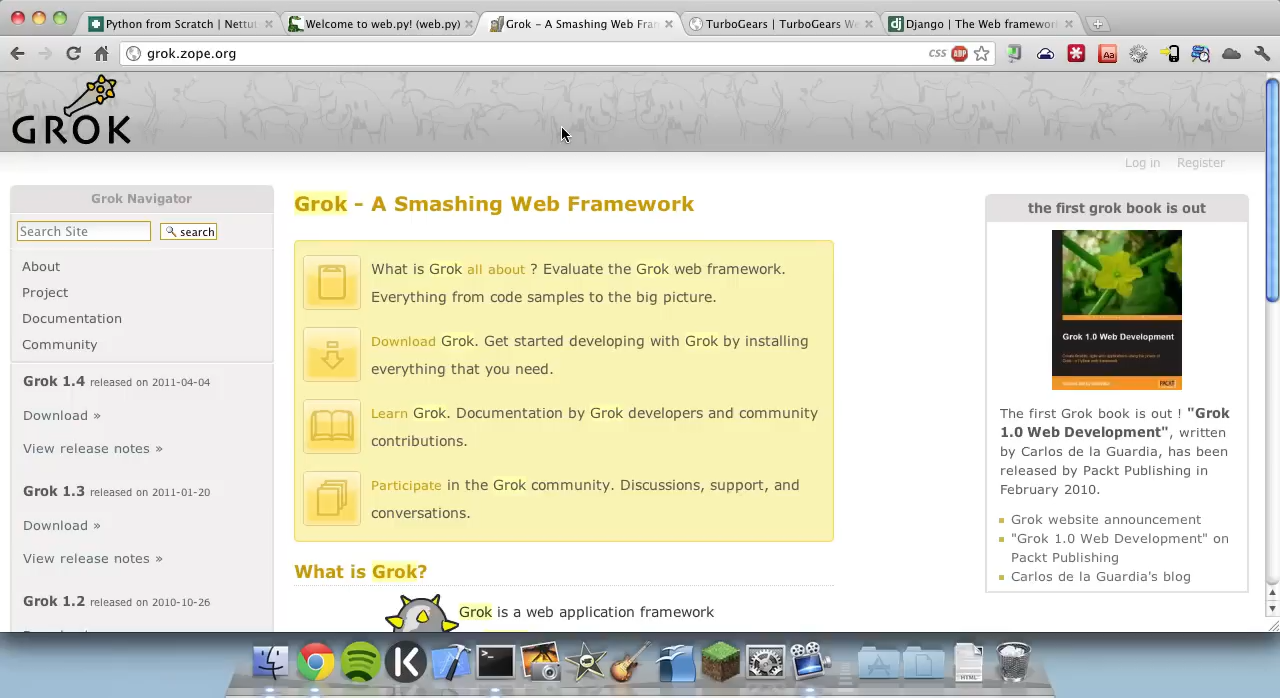 Python from Scratch | Nettut
Welcome to web.py! (web.py)
Grok – A Smashing Web Fra
TurboGears | TurboGears We
Django | The Web framewor
grok.zope.org
CSS
ABP
Aa
GROK
Log in Register
Grok Navigator
Search Site
search
About
Project
Documentation
Community
Grok 1.4 released on 2011-04-04
Download »
View release notes »
Grok 1.3 released on 2011-01-20
Download »
View release notes »
Grok 1.2 released on 2010-10-26
Grok – A Smashing Web Framework
What is Grok all about ? Evaluate the Grok web framework.
Everything from code samples to the big picture.
Download Grok. Get started developing with Grok by installing
everything that you need.
Learn Grok. Documentation by Grok developers and community
contributions.
Participate in the Grok community. Discussions, support, and
conversations.
What is Grok?
Grok is a web application framework
the first grok book is out
Grok 1.0 Web Development
PACKT
The first Grok book is out ! "Grok
1.0 Web Development", written
by Carlos de la Guardia, has been
released by Packt Publishing in
February 2010.
Grok website announcement
"Grok 1.0 Web Development" on
Packt Publishing
Carlos de la Guardia's blog
HTML